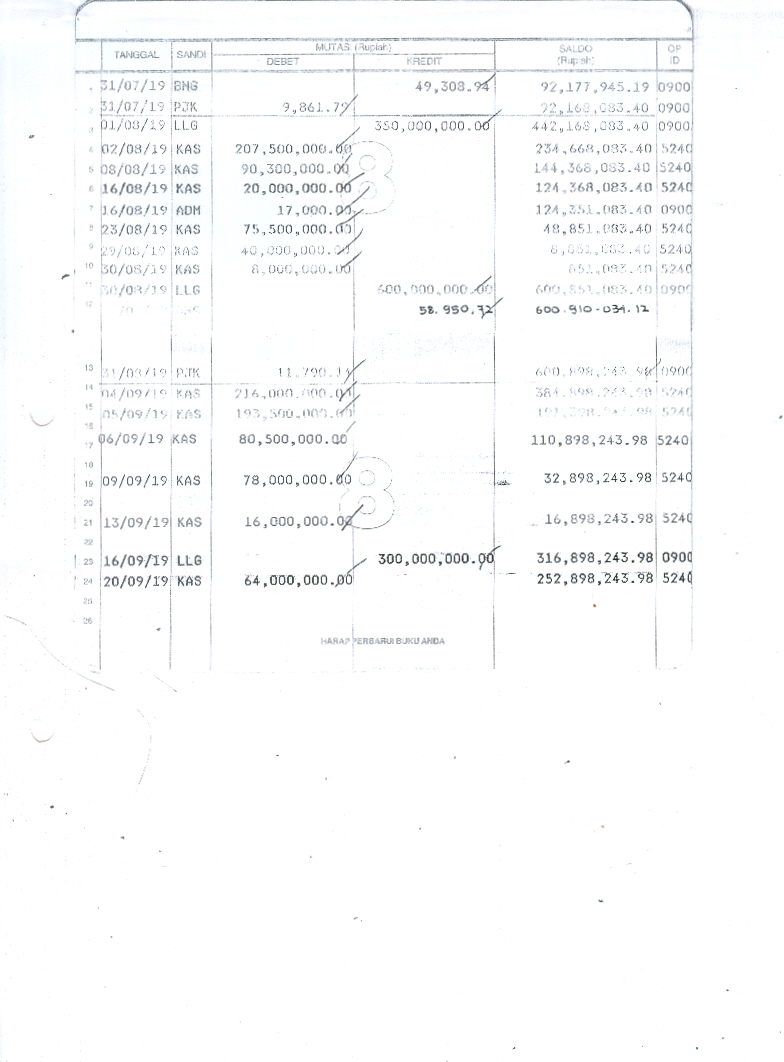 TANGGAL SANDI MUTASI (Rupiah) SALDO (Rupiah) OP ID
DEBET KREDIT
1 31/07/19 BNG 49,308.94 92,177,945.19 0900
2 31/07/19 PJK 9,861.79 92,168,083.40 0900
3 01/08/19 LLG 350,000,000.00 442,168,083.40 0900
4 02/08/19 KAS 207,500,000.00 234,668,083.40 5240
5 08/08/19 KAS 90,300,000.00 144,368,083.40 5240
6 16/08/19 KAS 20,000,000.00 124,368,083.40 5240
7 16/08/19 ADM 17,000.00 124,351,083.40 0900
8 23/08/19 KAS 75,500,000.00 48,851,083.40 5240
9 29/08/19 KAS 40,000,000.00 8,851,083.40 5240
10 30/08/19 KAS 8,000,000.00 851,083.40 5240
11 30/08/19 LLG 600,000,000.00 600,851,083.40 0900
12 58.950,72 600.910.034.12
13 31/08/19 PJK 11,790.14 600,898,243.98 0900
14 04/09/19 KAS 216,000,000.00 384,898,243.98 5240
15 05/09/19 KAS 193,500,000.00 191,398,243.98 5240
16
17 06/09/19 KAS 80,500,000.00 110,898,243.98 5240
18
19 09/09/19 KAS 78,000,000.00 32,898,243.98 5240
20
21 13/09/19 KAS 16,000,000.00 16,898,243.98 5240
22
23 16/09/19 LLG 300,000,000.00 316,898,243.98 0900
24 20/09/19 KAS 64,000,000.00 252,898,243.98 5240
25
26
HARAP PERBARUI BUKU ANDA